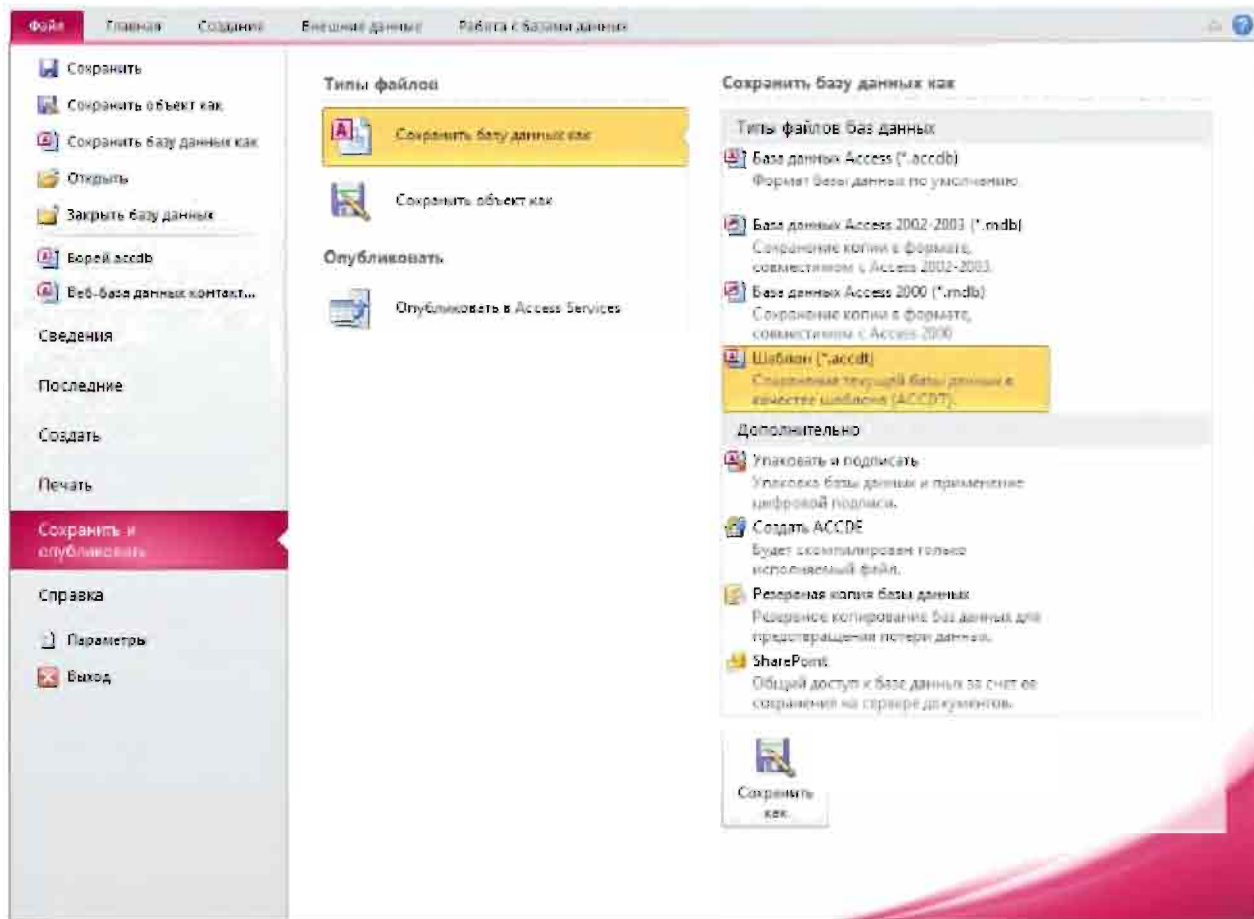 Файл Главная Создание Внешние данные Работа с базами данных
Сохранить
Сохранить объект как
Сохранить базу данных как
Открыть
Закрыть базу данных
Борей.accdb
Веб-база данных контакт...
Сведения
Последние
Создать
Печать
Сохранить и
опубликовать
Справка
Параметры
Выход
Типы файлов
Сохранить базу данных как
Сохранить объект как
Опубликовать
Опубликовать в Access Services
Сохранить базу данных как
Типы файлов баз данных
База данных Access (*.accdb)
Формат базы данных по умолчанию.
База данных Access 2002-2003 (*.mdb)
Сохранение копии в формате,
совместимом с Access 2002-2003.
База данных Access 2000 (*.mdb)
Сохранение копии в формате,
совместимом с Access 2000.
Шаблон (*.accdt)
Сохранение текущей базы данных в
качестве шаблона (ACCDT).
Дополнительно
Упаковать и подписать
Упаковка базы данных и применение
цифровой подписи.
Создать ACCDE
Будет скомпилирован только
исполняемый файл.
Резервная копия базы данных
Резервное копирование баз данных для
предотвращения потери данных.
SharePoint
Общий доступ к базе данных за счет ее
сохранения на сервере документов.
Сохранить
как